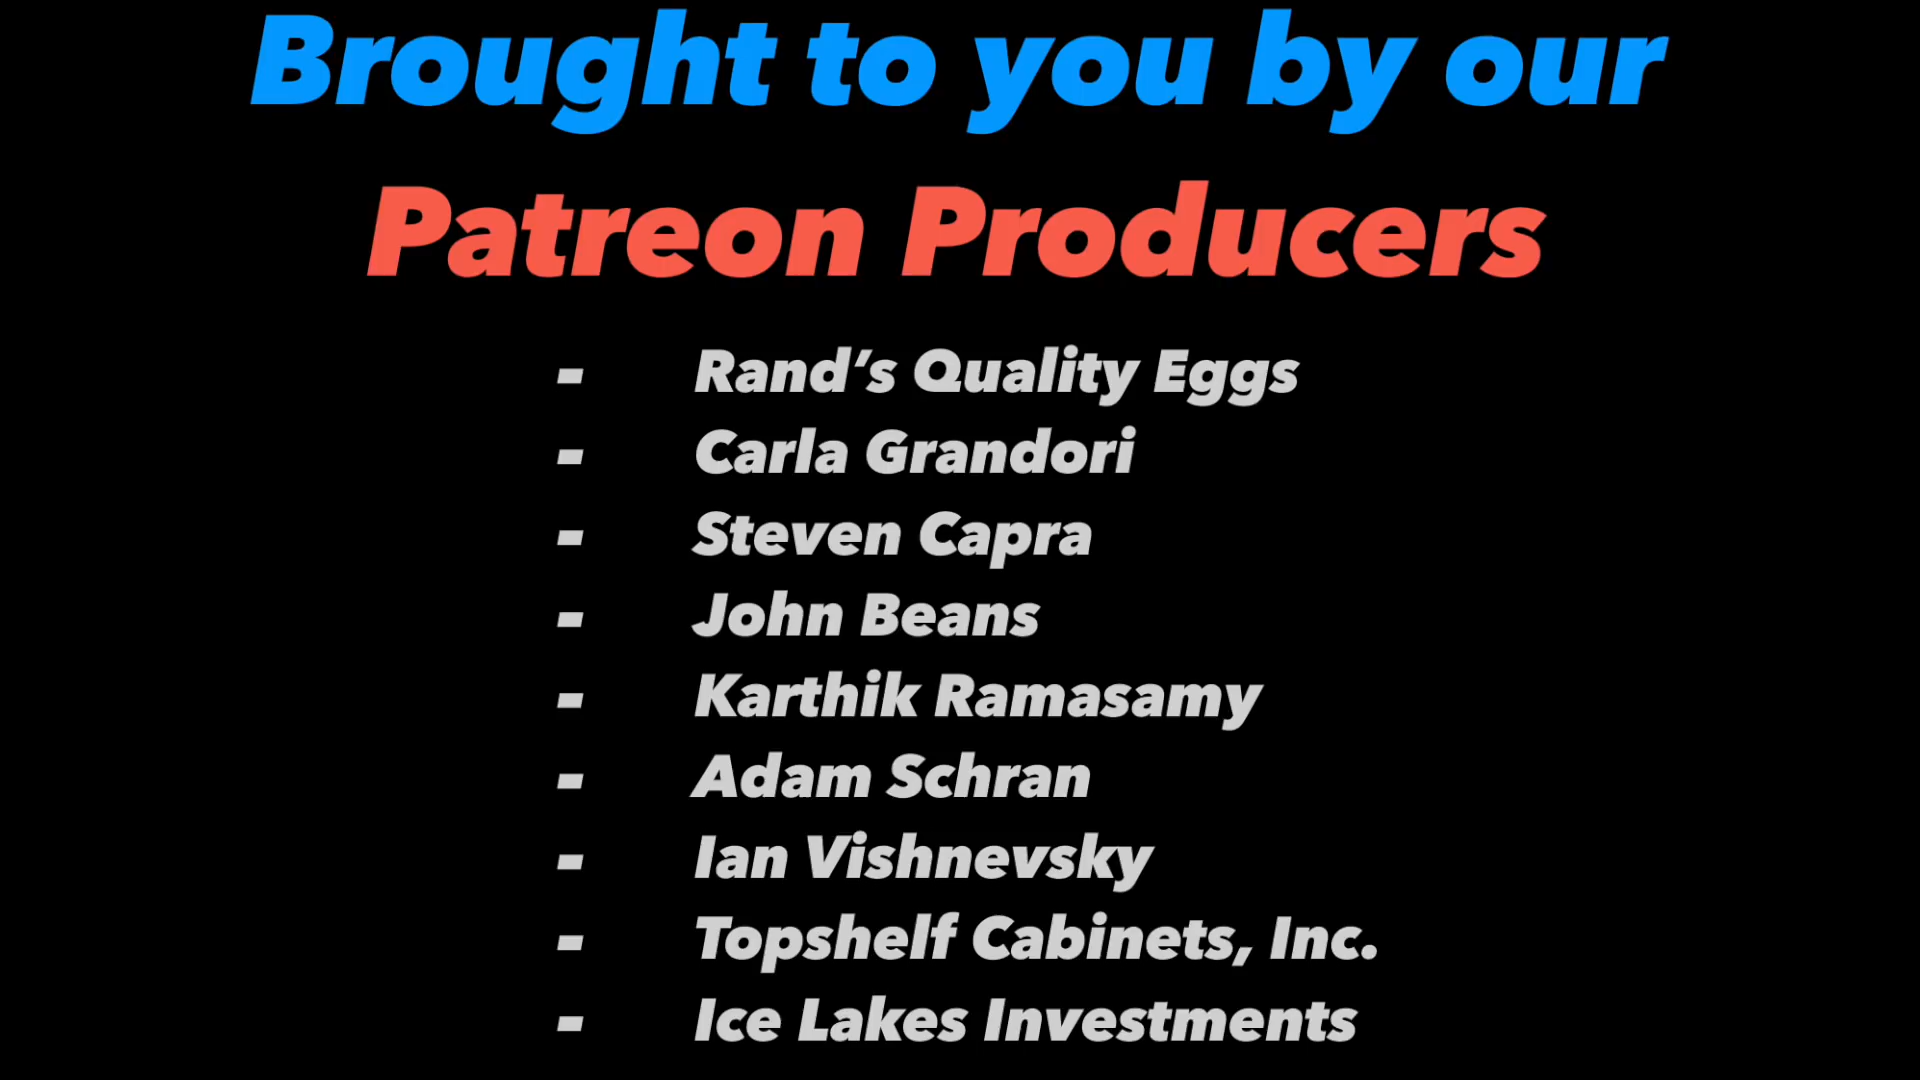 Brought to you by our
Patreon Producers
- Rand’s Quality Eggs
- Carla Grandori
- Steven Capra
- John Beans
- Karthik Ramasamy
- Adam Schran
- Ian Vishnevsky
- Topshelf Cabinets, Inc.
- Ice Lakes Investments